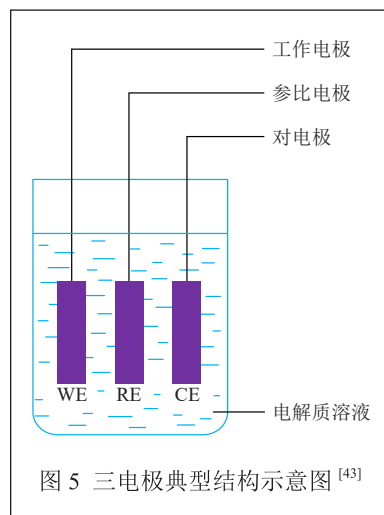 工作电极
参比电极
对电极
WE RE CE
电解质溶液
图 5 三电极典型结构示意图 [43]